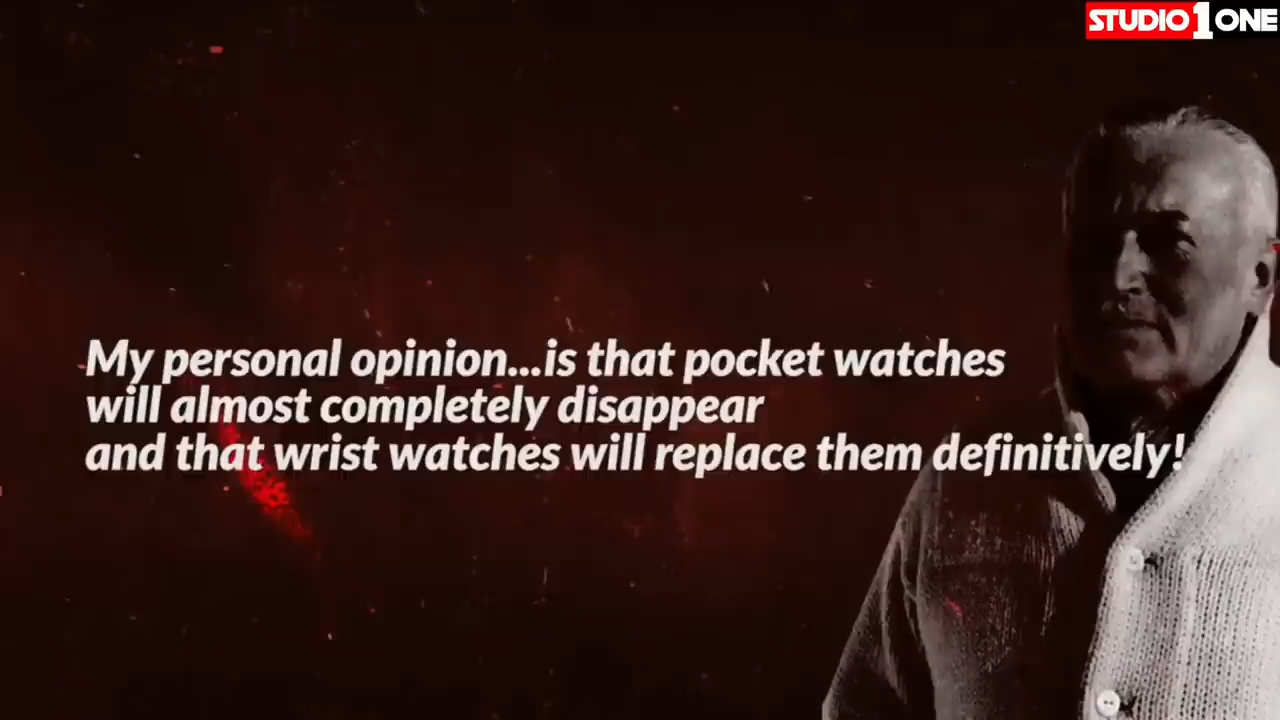 STUDIO1ONE
My personal opinion...is that pocket watches
will almost completely disappear
and that wrist watches will replace them definitively!